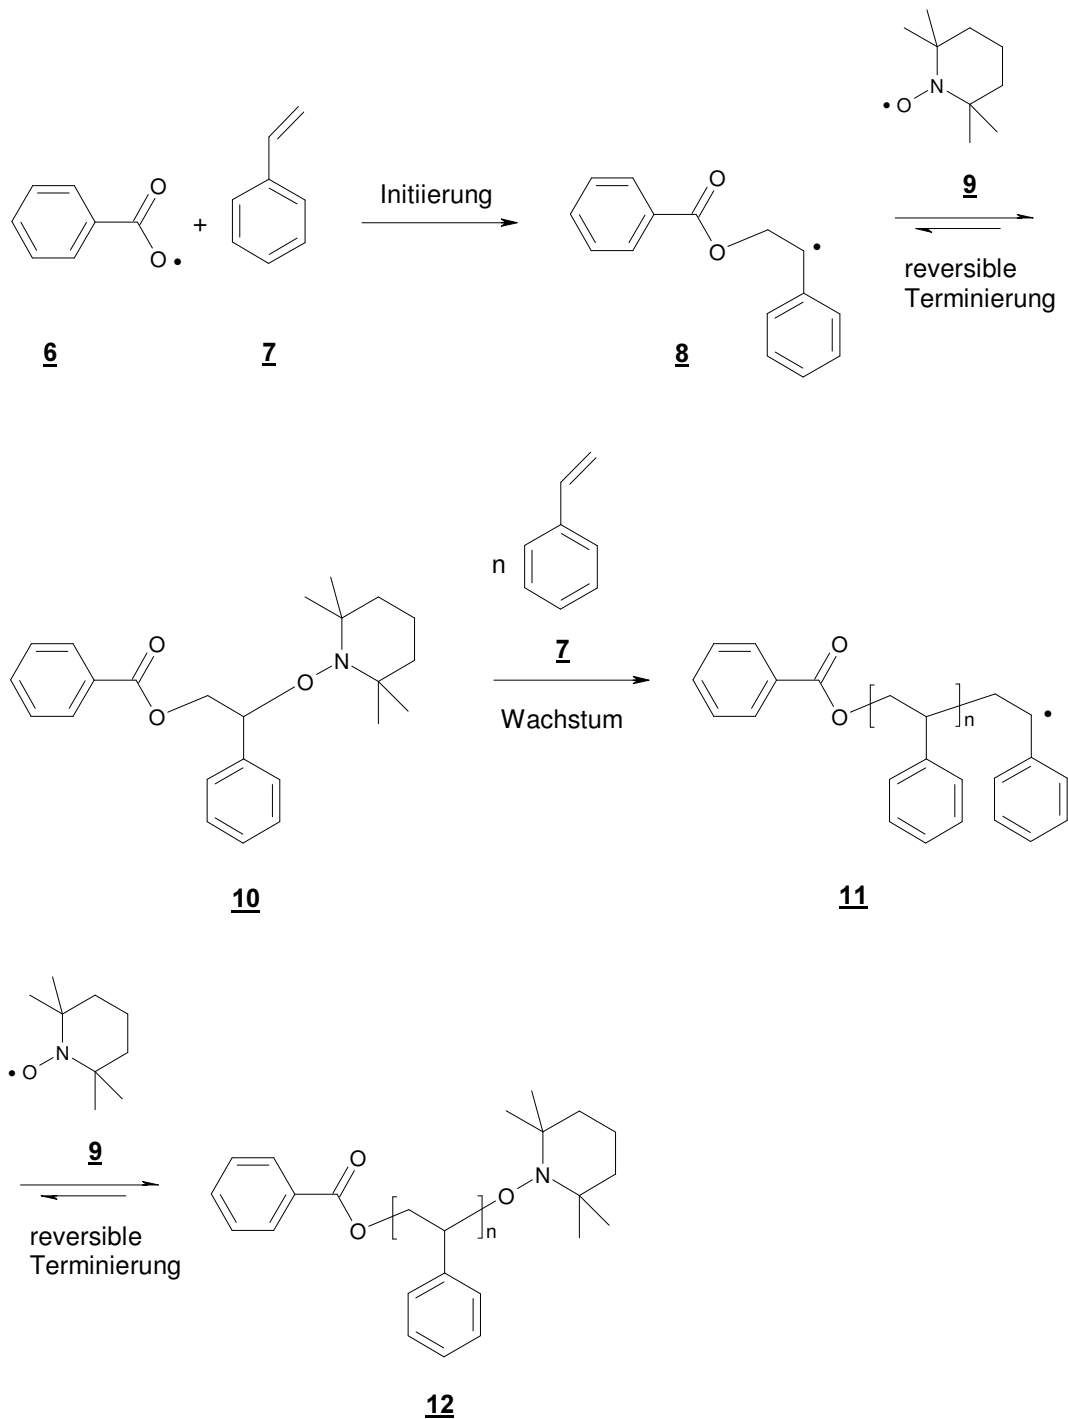 O
N
• O
O
O •
+
Initiierung
O
O
•
9
reversible
Terminierung
6
7
8
n
O
O
O
N
7
Wachstum
O
O
n
•
10
11
N
• O
9
reversible
Terminierung
O
O
n
O
N
12